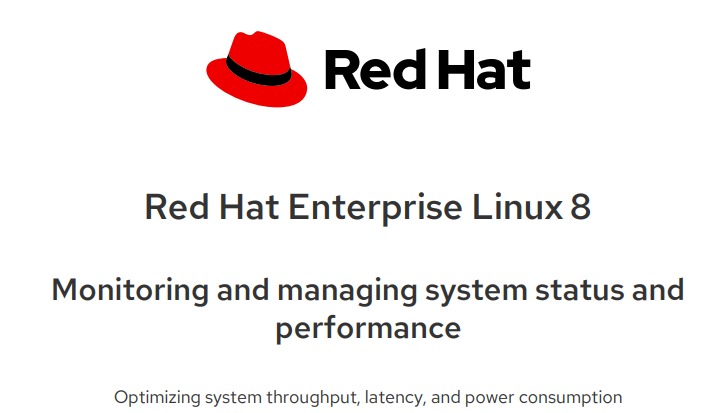 Red Hat
Red Hat Enterprise Linux 8
Monitoring and managing system status and
performance
Optimizing system throughput, latency, and power consumption